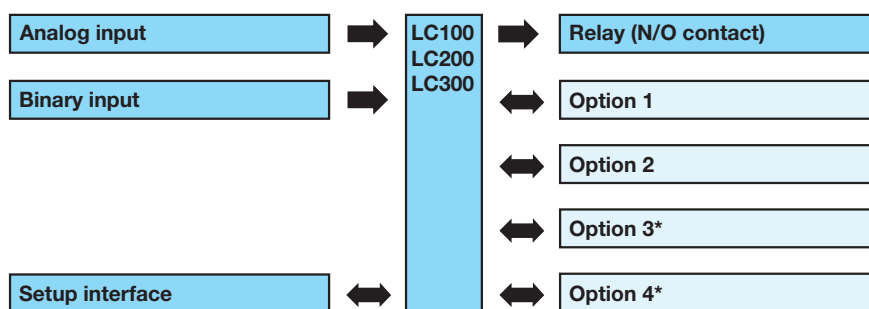 Analog input
LC100
LC200
LC300
Relay (N/O contact)
Binary input
Option 1
Option 2
Option 3*
Setup interface
Option 4*